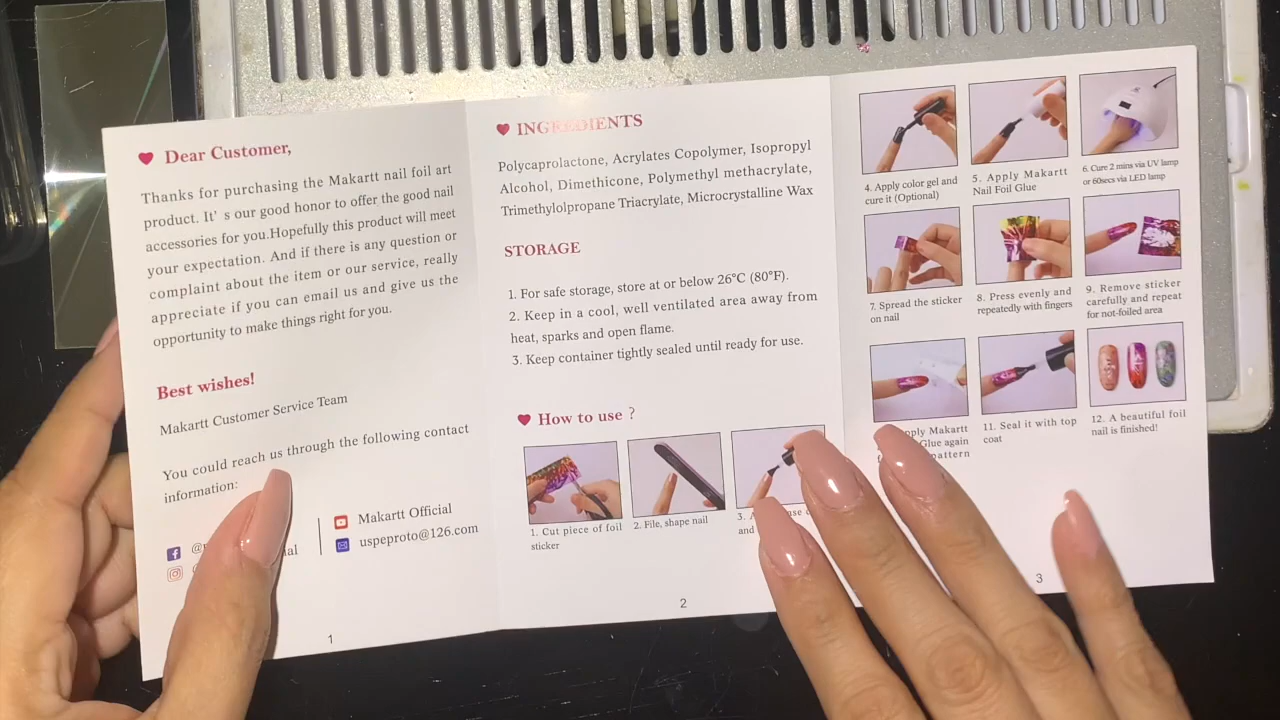 Dear Customer,
Thanks for purchasing the Makartt nail foil art
product. It' s our good honor to offer the good nail
accessories for you.Hopefully this product will meet
your expectation. And if there is any question or
complaint about the item or our service, really
appreciate if you can email us and give us the
opportunity to make things right for you.
Best wishes!
Makartt Customer Service Team
You could reach us through the following contact
information:
Makartt Official
uspeproto@126.com
1
INGREDIENTS
Polycaprolactone, Acrylates Copolymer, Isopropyl
Alcohol, Dimethicone, Polymethyl methacrylate,
Trimethylolpropane Triacrylate, Microcrystalline Wax
STORAGE
1. For safe storage, store at or below 26°C (80°F).
2. Keep in a cool, well ventilated area away from
heat, sparks and open flame.
3. Keep container tightly sealed until ready for use.
How to use ?
1. Cut piece of foil
sticker
2. File, shape nail
3.
and
2
4. Apply color gel and
cure it (Optional)
5. Apply Makartt
Nail Foil Glue
6. Cure 2 mins via UV lamp
or 60secs via LED lamp
7. Spread the sticker
on nail
8. Press evenly and
repeatedly with fingers
9. Remove sticker
carefully and repeat
for not-foiled area
Makartt
Glue again
pattern
11. Seal it with top
coat
12. A beautiful foil
nail is finished!
3